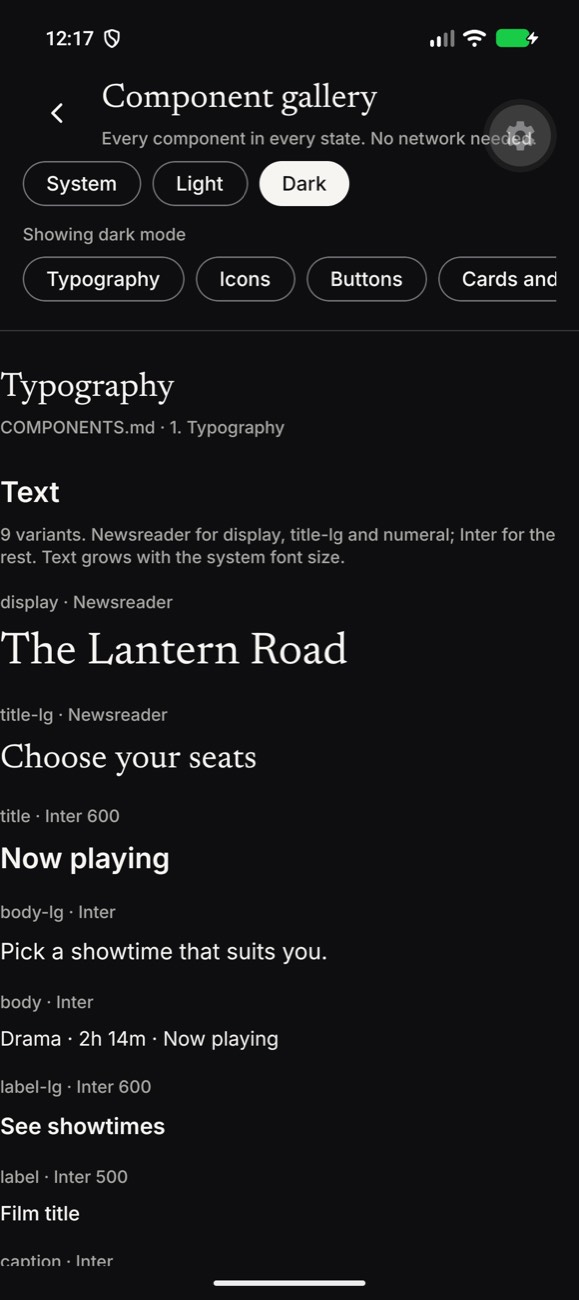 12:17
Component gallery
Every component in every state. No network needed.
System Light Dark
Showing dark mode
Typography Icons Buttons Cards and
Typography
COMPONENTS.md · 1. Typography
Text
9 variants. Newsreader for display, title-lg and numeral; Inter for the
rest. Text grows with the system font size.
display · Newsreader
The Lantern Road
title-lg · Newsreader
Choose your seats
title · Inter 600
Now playing
body-lg · Inter
Pick a showtime that suits you.
body · Inter
Drama · 2h 14m · Now playing
label-lg · Inter 600
See showtimes
label · Inter 500
Film title
caption · Inter